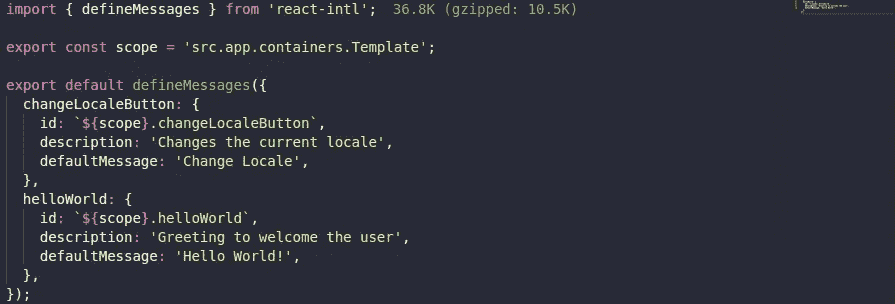 import { defineMessages } from 'react-intl';  36.8K (gzipped: 10.5K)
export const scope = 'src.app.containers.Template';
export default defineMessages({
  changeLocaleButton: {
    id: `${scope}.changeLocaleButton`,
    description: 'Changes the current locale',
    defaultMessage: 'Change Locale',
  },
  helloWorld: {
    id: `${scope}.helloWorld`,
    description: 'Greeting to welcome the user',
    defaultMessage: 'Hello World!',
  },
});